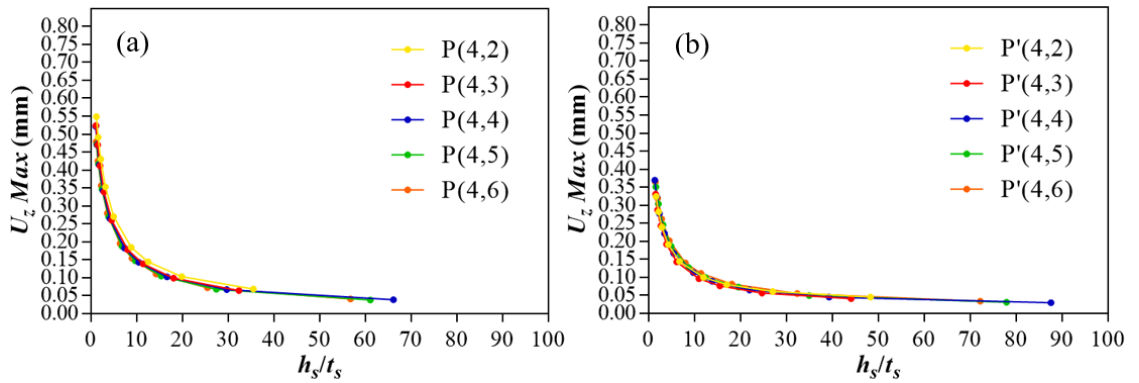 (a)
U_z Max (mm)
0.80
0.75
0.70
0.65
0.60
0.55
0.50
0.45
0.40
0.35
0.30
0.25
0.20
0.15
0.10
0.05
0.00
P(4,2)
P(4,3)
P(4,4)
P(4,5)
P(4,6)
0 10 20 30 40 50 60 70 80 90 100
h_s/t_s
(b)
U_z Max (mm)
0.80
0.75
0.70
0.65
0.60
0.55
0.50
0.45
0.40
0.35
0.30
0.25
0.20
0.15
0.10
0.05
0.00
P'(4,2)
P'(4,3)
P'(4,4)
P'(4,5)
P'(4,6)
0 10 20 30 40 50 60 70 80 90 100
h_s/t_s